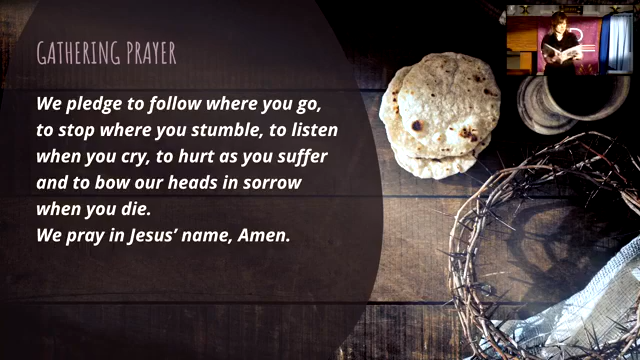 GATHERING PRAYER
We pledge to follow where you go,
to stop where you stumble, to listen
when you cry, to hurt as you suffer
and to bow our heads in sorrow
when you die.
We pray in Jesus’ name, Amen.